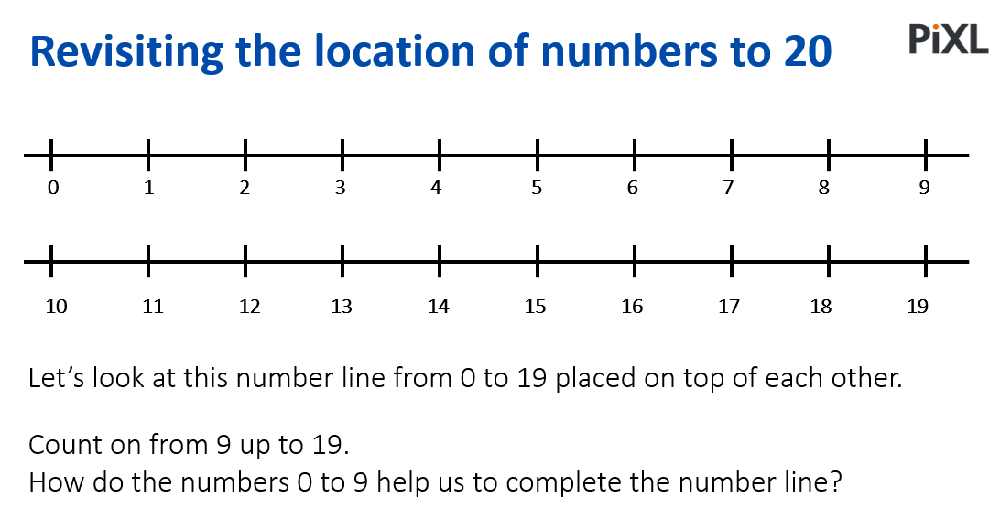 Revisiting the location of numbers to 20
PiXL
0 1 2 3 4 5 6 7 8 9
10 11 12 13 14 15 16 17 18 19
Let’s look at this number line from 0 to 19 placed on top of each other.
Count on from 9 up to 19.
How do the numbers 0 to 9 help us to complete the number line?